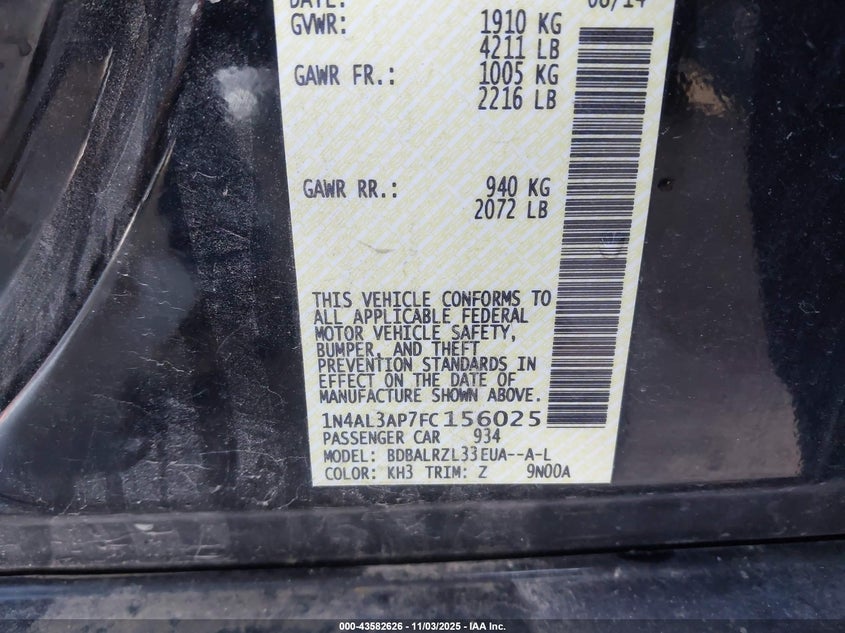 DATE: 08/14
GVWR: 1910 KG
4211 LB
GAWR FR.: 1005 KG
2216 LB
GAWR RR.: 940 KG
2072 LB
THIS VEHICLE CONFORMS TO
ALL APPLICABLE FEDERAL
MOTOR VEHICLE SAFETY,
BUMPER, AND THEFT
PREVENTION STANDARDS IN
EFFECT ON THE DATE OF
MANUFACTURE SHOWN ABOVE.
1N4AL3AP7FC156025
PASSENGER CAR 934
MODEL: BDBALRZL33EUA--A-L
COLOR: KH3 TRIM: Z 9N00A
000-43582626 - 11/03/2025 - IAA Inc.